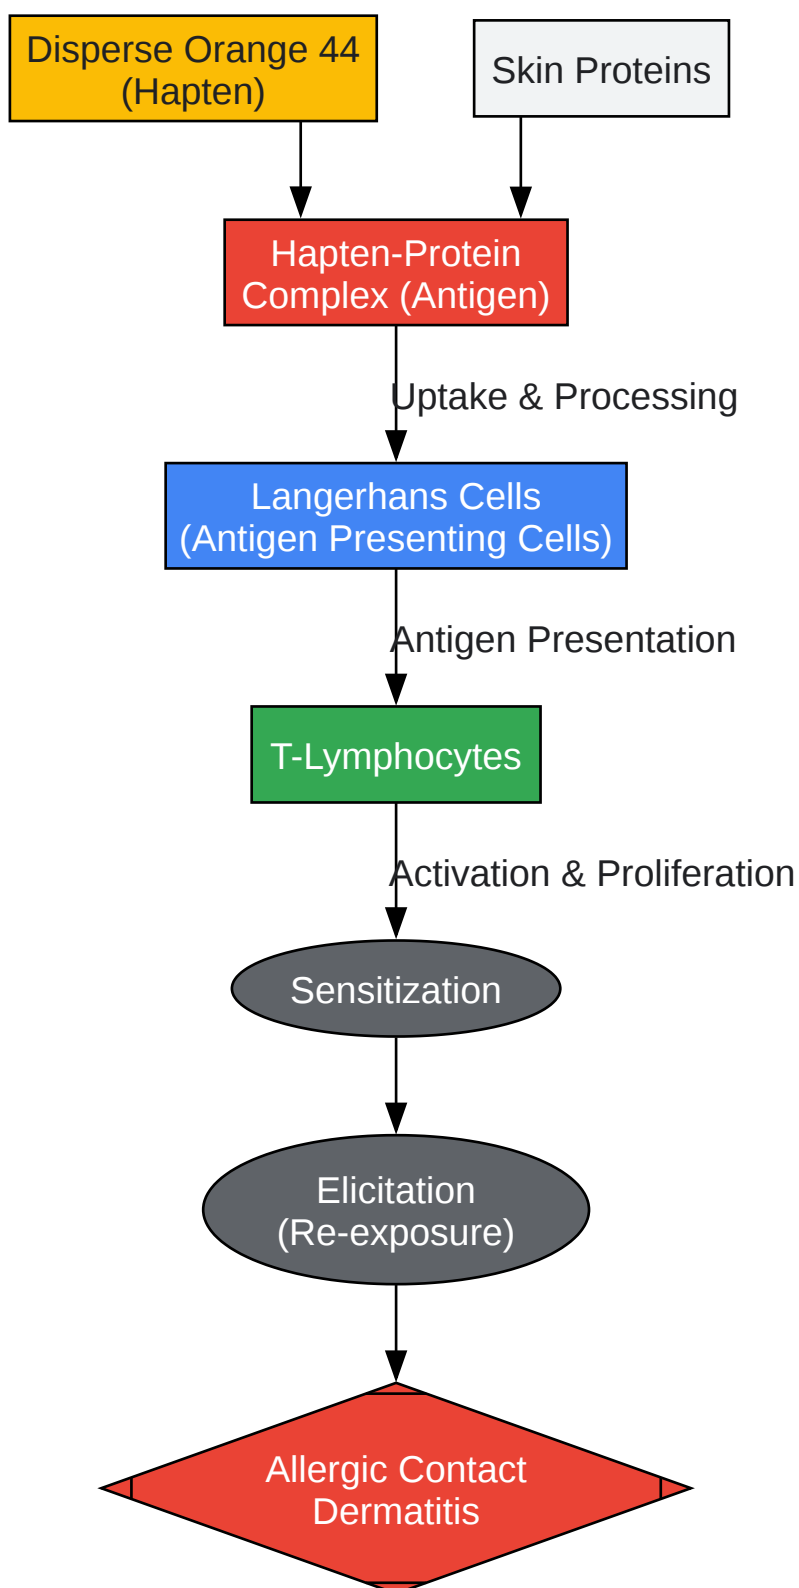 Disperse Orange 44
(Hapten)
Skin Proteins
Hapten-Protein
Complex (Antigen)
Uptake & Processing
Langerhans Cells
(Antigen Presenting Cells)
Antigen Presentation
T-Lymphocytes
Activation & Proliferation
Sensitization
Elicitation
(Re-exposure)
Allergic Contact
Dermatitis